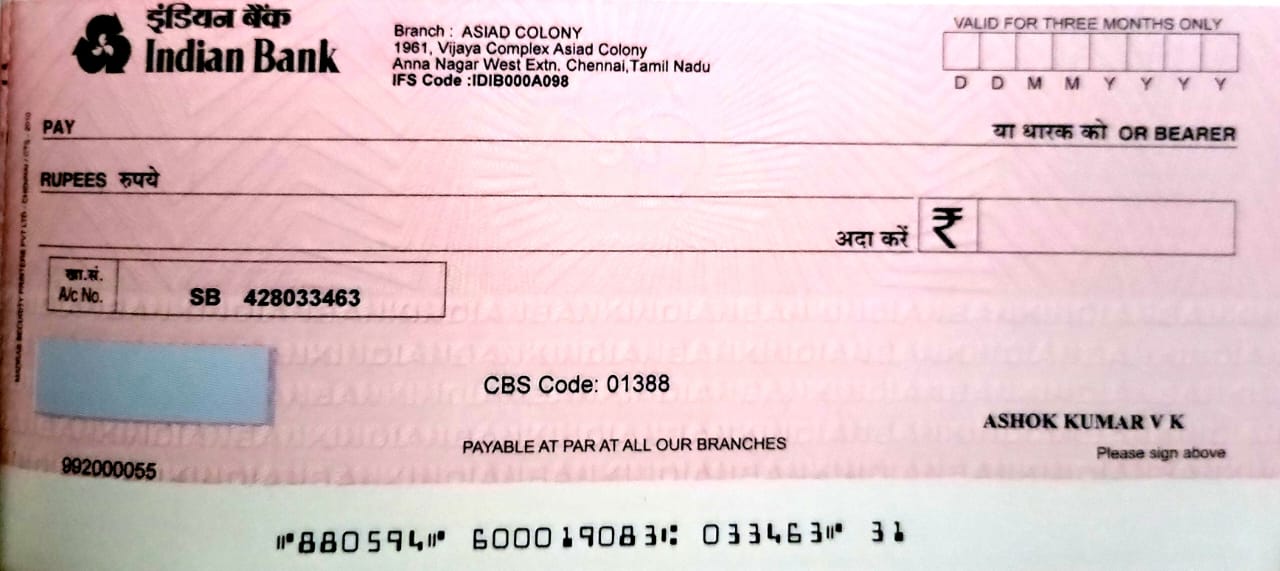 इंडियन बैंक
Indian Bank
Branch : ASIAD COLONY
1961, Vijaya Complex Asiad Colony
Anna Nagar West Extn. Chennai,Tamil Nadu
IFS Code :IDIB000A098
VALID FOR THREE MONTHS ONLY
D D M M Y Y Y Y
PAY या धारक को OR BEARER
RUPEES रुपये
अदा करें ₹
खा.सं.
A/c No. SB 428033463
CBS Code: 01388
ASHOK KUMAR V K
PAYABLE AT PAR AT ALL OUR BRANCHES
Please sign above
992000055
⑈880594⑈ 600019083⑆ 033463⑈ 31